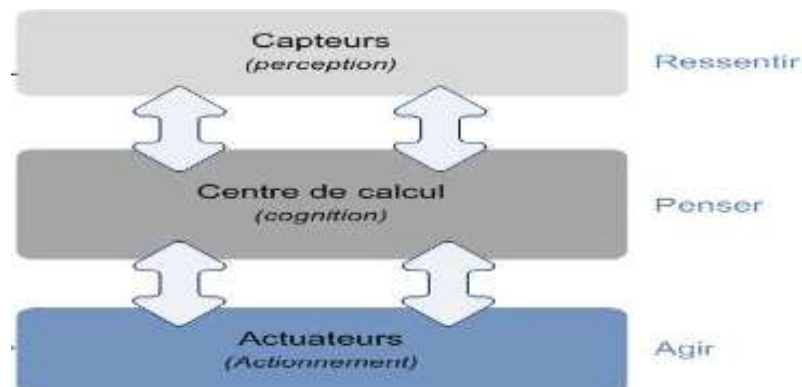 Capteurs
(perception)
Ressentir
Centre de calcul
(cognition)
Penser
Actuateurs
(Actionnement)
Agir